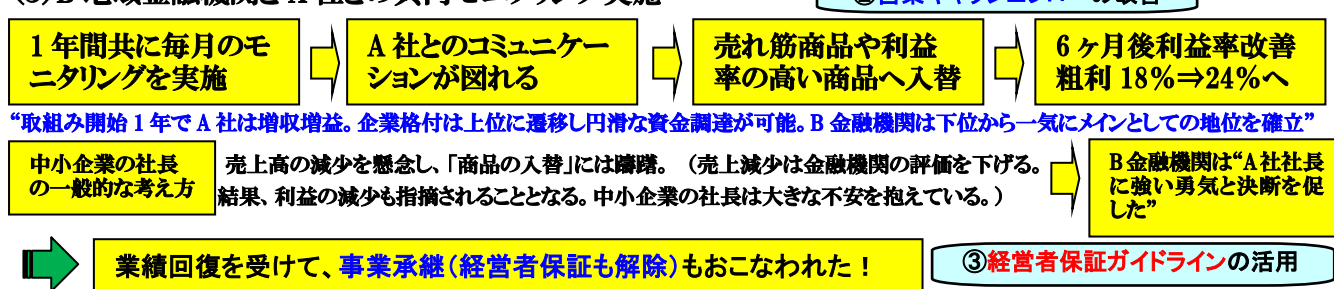 1年間共に毎月のモ
ニタリングを実施
A社とのコミュニケー
ションが図れる
売れ筋商品や利益
率の高い商品へ入替
6ヶ月後利益率改善
粗利18%⇒24%へ
“取組み開始1年でA社は増収増益。企業格付は上位に遷移し円滑な資金調達が可能。B金融機関は下位から一気にメインとしての地位を確立”
中小企業の社長
の一般的な考え方
売上高の減少を懸念し、「商品の入替」には躊躇。（売上減少は金融機関の評価を下げる。
結果、利益の減少も指摘されることとなる。中小企業の社長は大きな不安を抱えている。）
B金融機関は“A社社長
に強い勇気と決断を促
した”
業績回復を受けて、事業承継（経営者保証も解除）もおこなわれた！
③経営者保証ガイドラインの活用